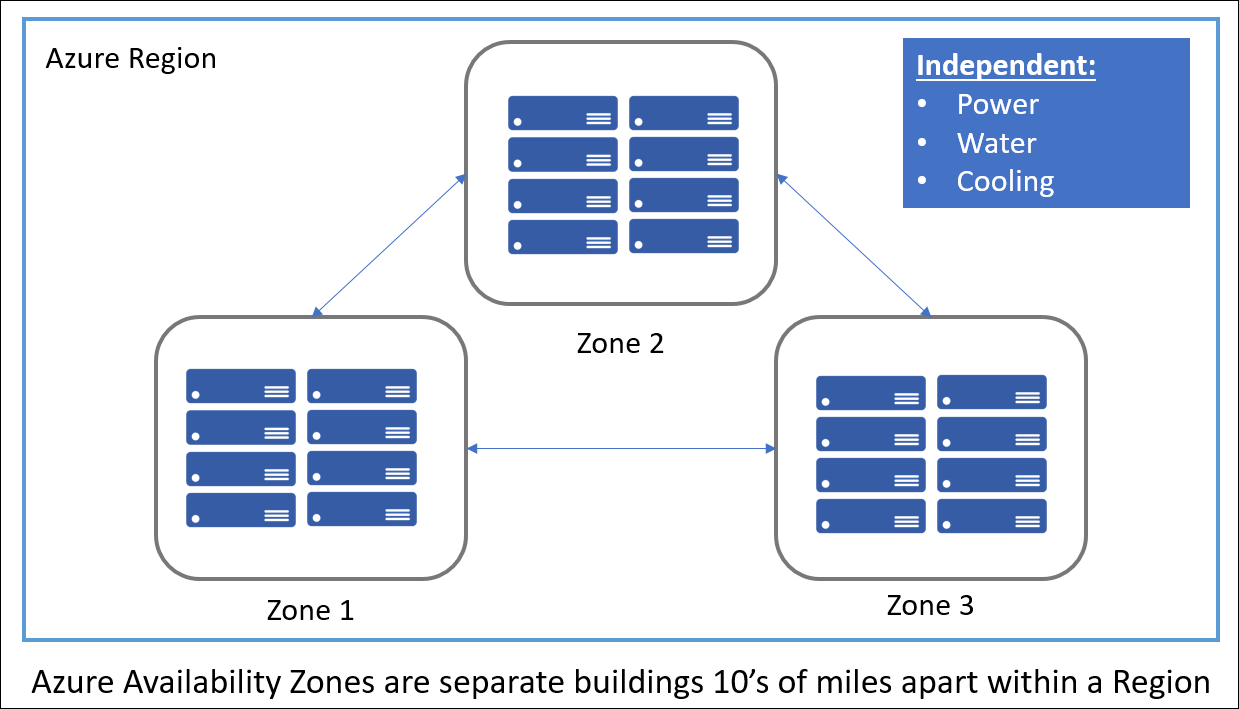 Azure Region
Independent:
• Power
• Water
• Cooling
Zone 2
Zone 1
Zone 3
Azure Availability Zones are separate buildings 10’s of miles apart within a Region